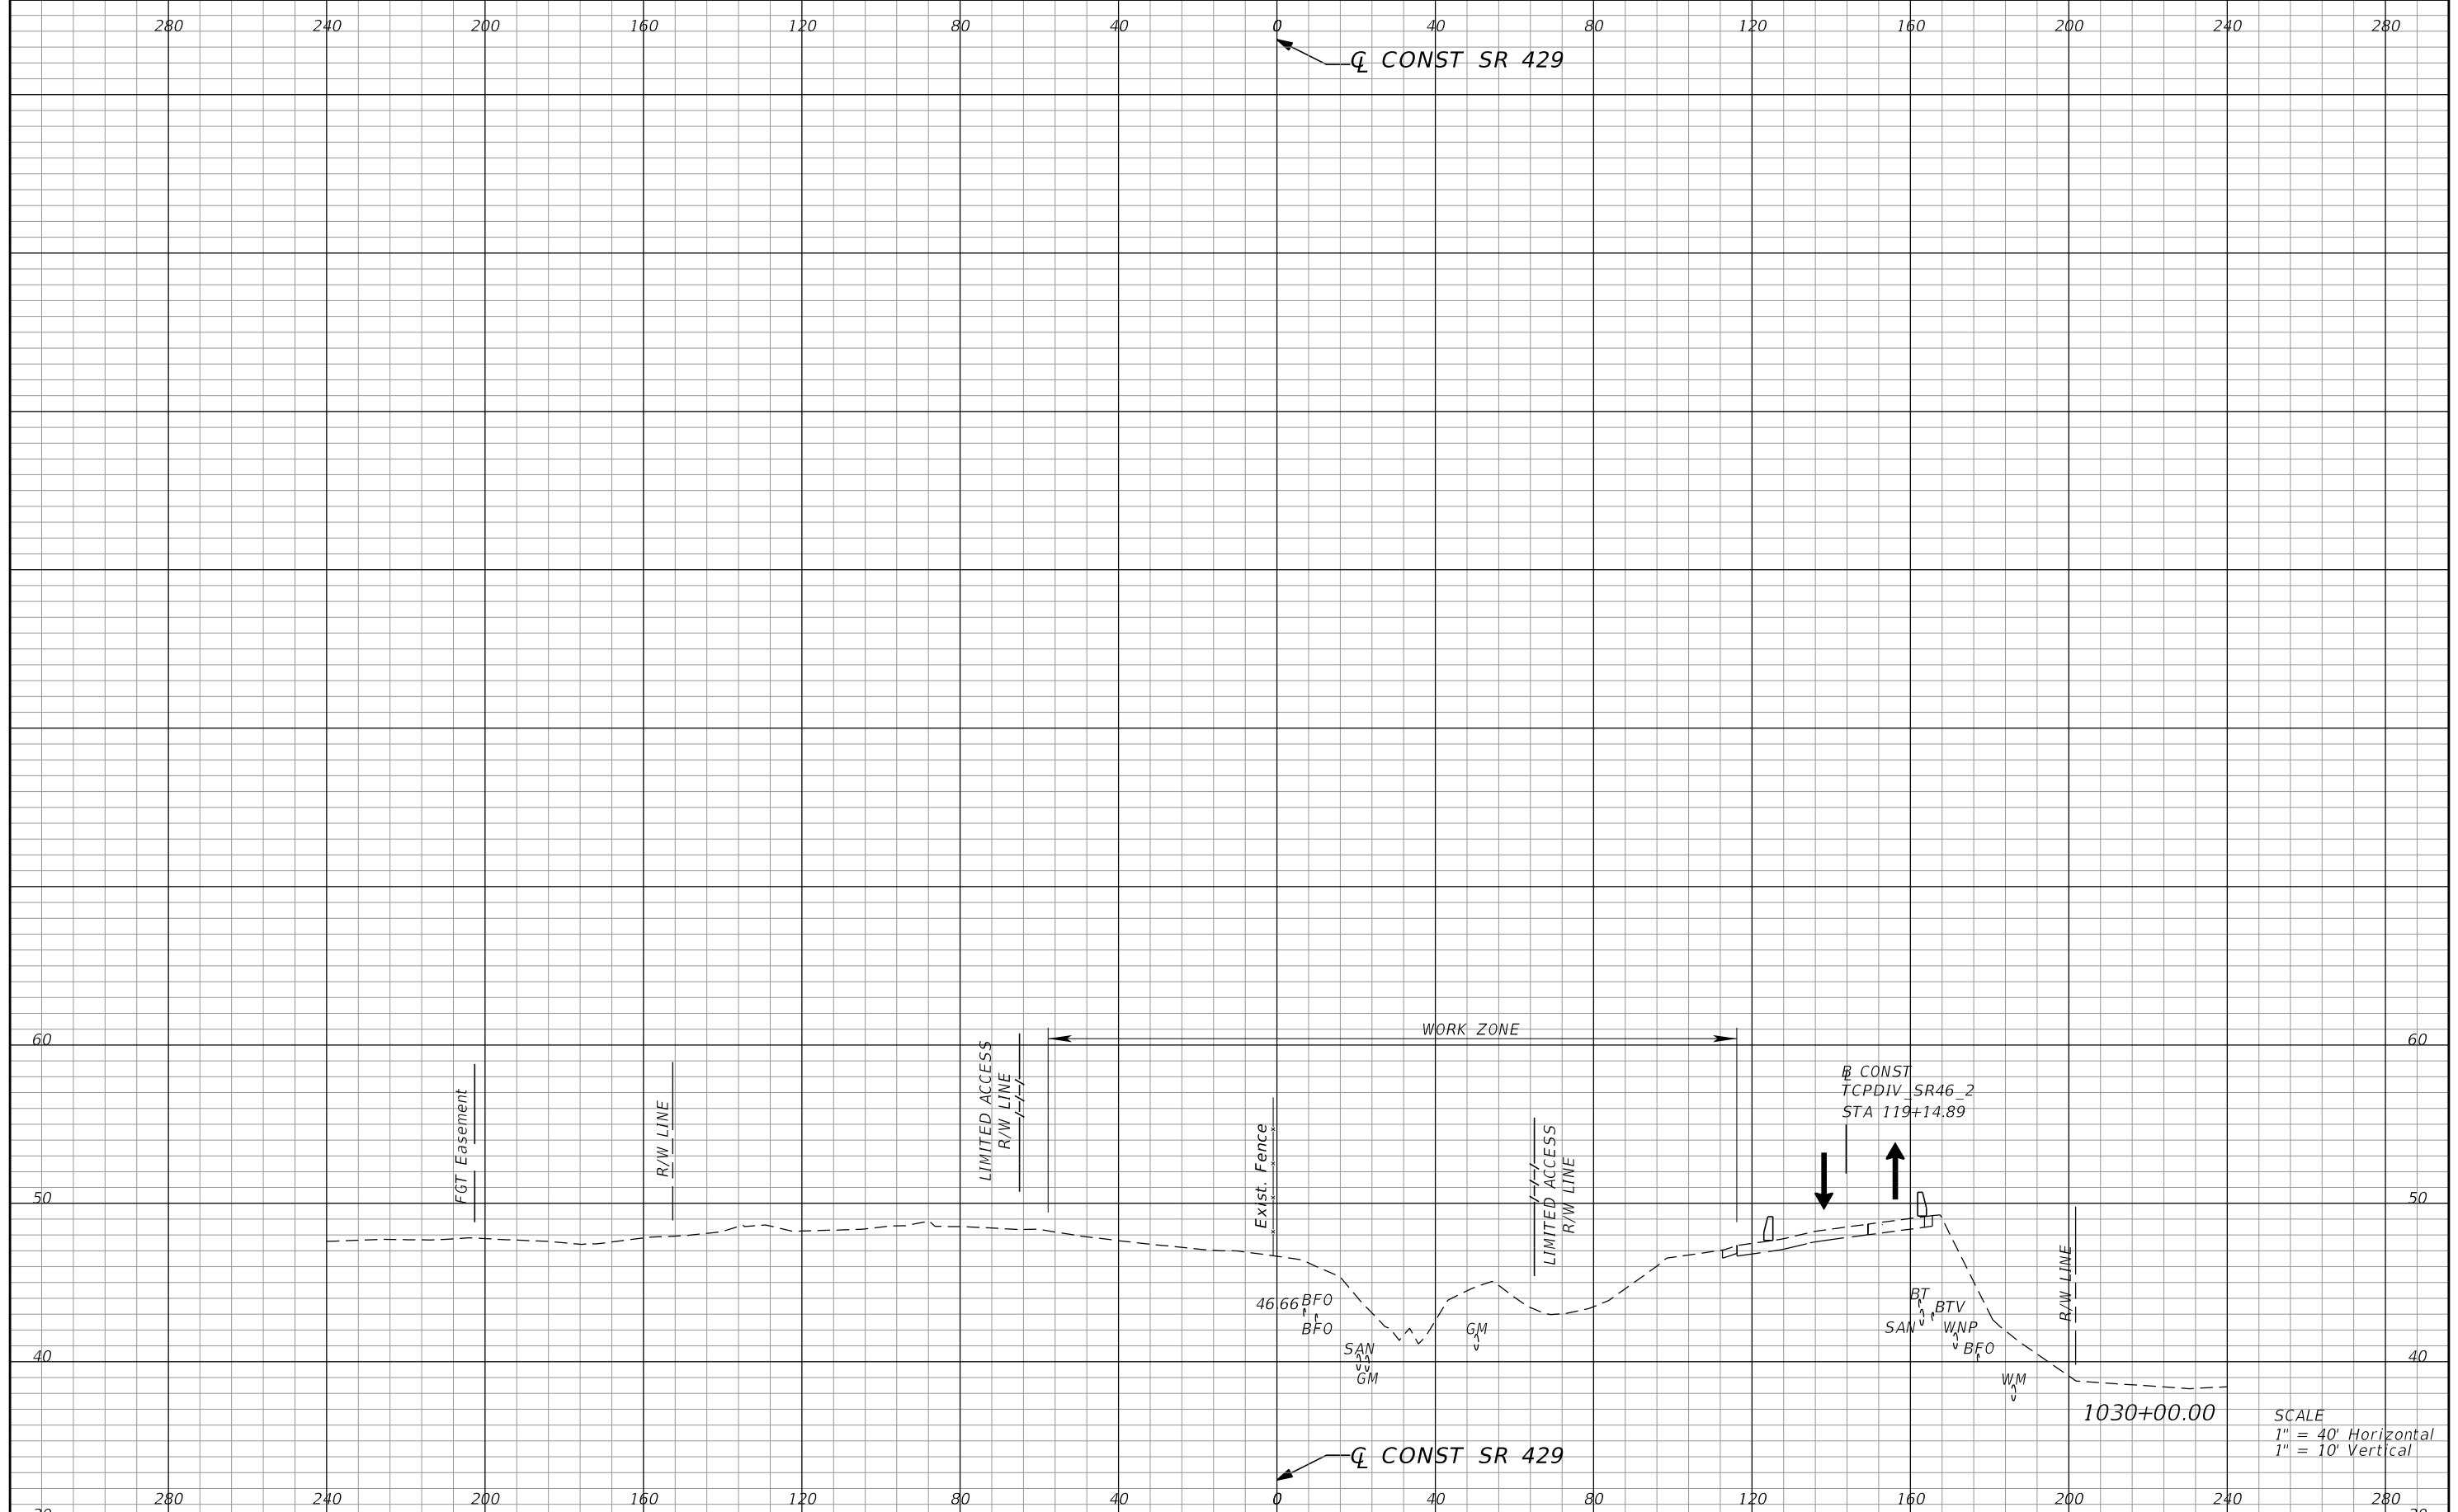 280 240 200 160 120 80 40 0 40 80 120 160 200 240 280
℄ CONST SR 429
60 60
WORK ZONE
FGT Easement
R/W LINE
LIMITED ACCESS
R/W LINE
Exist. Fence
LIMITED ACCESS
R/W LINE
B CONST
TCPDIV_SR46_2
STA 119+14.89
R/W LINE
50 50
46.66 BFO
BFO
SAN
GM
GM
BT
BTV
SAN
WNP
BFO
WM
40 40
1030+00.00
SCALE
1" = 40' Horizontal
1" = 10' Vertical
℄ CONST SR 429
280 240 200 160 120 80 40 0 40 80 120 160 200 240 280